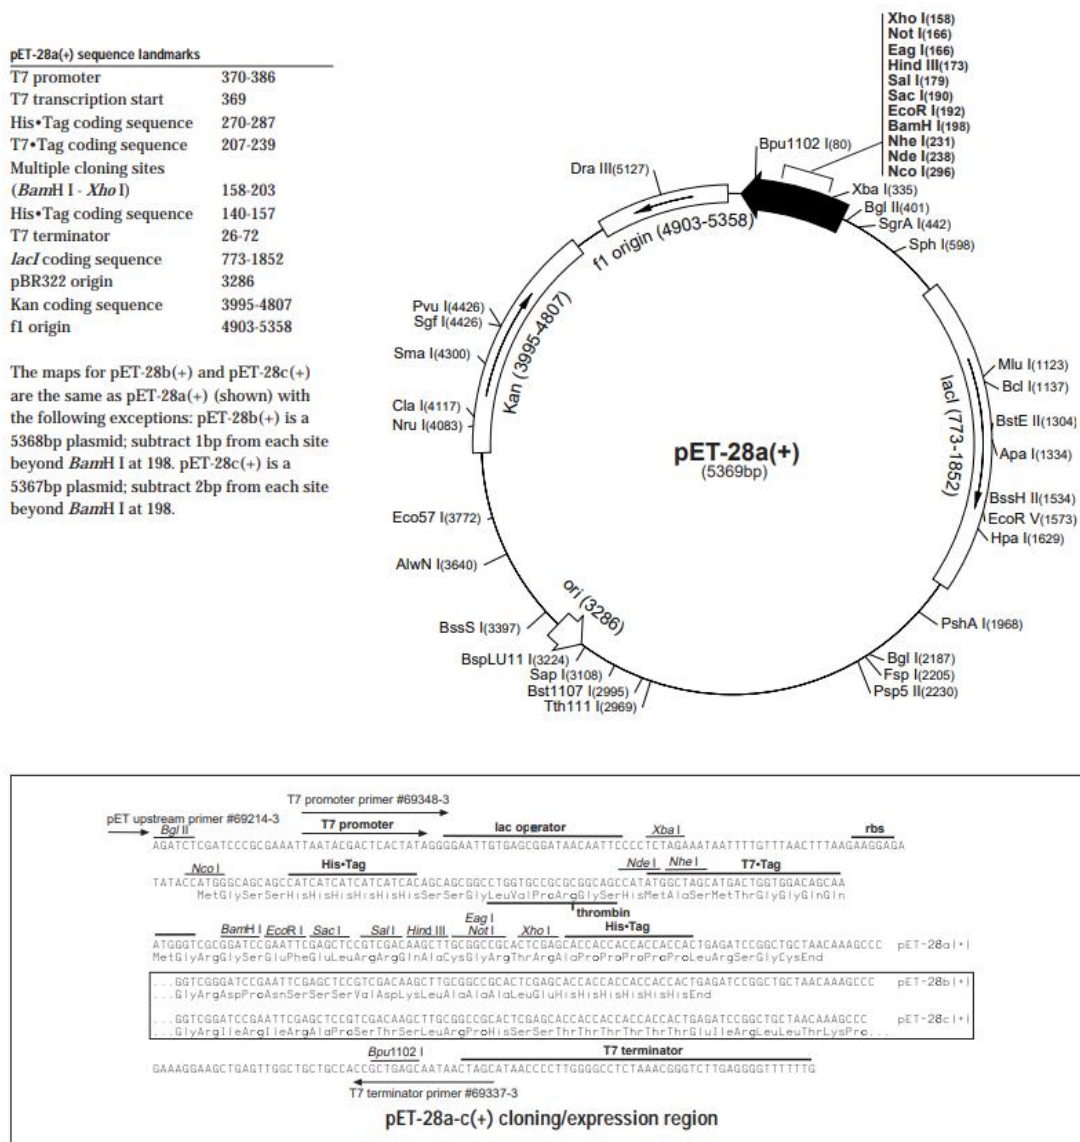 pET-28a(+) sequence landmarks
T7 promoter 370-386
T7 transcription start 369
His•Tag coding sequence 270-287
T7•Tag coding sequence 207-239
Multiple cloning sites
(BamH I - Xho I) 158-203
His•Tag coding sequence 140-157
T7 terminator 26-72
lacI coding sequence 773-1852
pBR322 origin 3286
Kan coding sequence 3995-4807
f1 origin 4903-5358
The maps for pET-28b(+) and pET-28c(+)
are the same as pET-28a(+) (shown) with
the following exceptions: pET-28b(+) is a
5368bp plasmid; subtract 1bp from each site
beyond BamH I at 198. pET-28c(+) is a
5367bp plasmid; subtract 2bp from each site
beyond BamH I at 198.
Xho I(158)
Not I(166)
Eag I(166)
Hind III(173)
Sal I(179)
Sac I(190)
EcoR I(192)
BamH I(198)
Nhe I(231)
Nde I(238)
Nco I(296)
Bpu1102 I(80)
Dra III(5127)
Xba I(335)
Bgl II(401)
SgrA I(442)
Sph I(598)
f1 origin (4903-5358)
Pvu I(4426)
Sgf I(4426)
Sma I(4300)
Kan (3995-4807)
Cla I(4117)
Nru I(4083)
Mlu I(1123)
Bcl I(1137)
BstE II(1304)
Apa I(1334)
lacI (773-1852)
BssH II(1534)
EcoR V(1573)
Hpa I(1629)
pET-28a(+)
(5369bp)
Eco57 I(3772)
AlwN I(3640)
ori (3286)
BssS I(3397)
PshA I(1968)
BspLU11 I(3224)
Sap I(3108)
Bst1107 I(2995)
Tth111 I(2969)
Bgl I(2187)
Fsp I(2205)
Psp5 II(2230)
T7 promoter primer #69348-3
pET upstream primer #69214-3
Bgl II T7 promoter lac operator Xba I rbs
AGATCTCGATCCCGCGAAATTAATACGACTCACTATAGGGGAATTGTGAGCGGATAACAATTCCCCTCTAGAAATAATTTTGTTTAACTTTAAGAAGGAGA
Nco I His•Tag Nde I Nhe I T7•Tag
TATACCATGGGCAGCAGCCATCATCATCATCATCACAGCAGCGGCCTGGTGCCGCGCGGCAGCCATATGGCTAGCATGACTGGTGGACAGCAA
MetGlySerSerHisHisHisHisHisHisSerSerGlyLeuValProArgGlySerHisMetAlaSerMetThrGlyGlyGlnGln
thrombin
BamH I EcoR I Sac I Sal I Hind III Eag I Not I Xho I His•Tag
ATGGGTCGCGGATCCGAATTCGAGCTCCGTCGACAAGCTTGCGGCCGCACTCGAGCACCACCACCACCACCACTGAGATCCGGCTGCTAACAAAGCCC pET-28a(+)
MetGlyArgGlySerGluPheGluLeuArgArgGlnAlaCysGlyArgThrArgAlaProProProProProProLeuArgSerGlyCysEnd
...GGTCGGGATCCGAATTCGAGCTCCGTCGACAAGCTTGCGGCCGCACTCGAGCACCACCACCACCACCACTGAGATCCGGCTGCTAACAAAGCCC pET-28b(+)
...GlyArgAspProAsnSerSerSerValAspLysLeuAlaAlaAlaLeuGluHisHisHisHisHisHisEnd
...GGTCGGATCCGAATTCGAGCTCCGTCGACAAGCTTGCGGCCGCACTCGAGCACCACCACCACCACCACTGAGATCCGGCTGCTAACAAAGCCC pET-28c(+)
...GlyArgIleArgIleArgAlaProSerThrSerLeuArgProHisSerSerThrThrThrThrThrThrGluIleArgLeuLeuThrLysPro...
Bpu1102 I T7 terminator
GAAAGGAAGCTGAGTTGGCTGCTGCCACCGCTGAGCAATAACTAGCATAACCCCTTGGGGCCTCTAAACGGGTCTTGAGGGGTTTTTTG
T7 terminator primer #69337-3
pET-28a-c(+) cloning/expression region